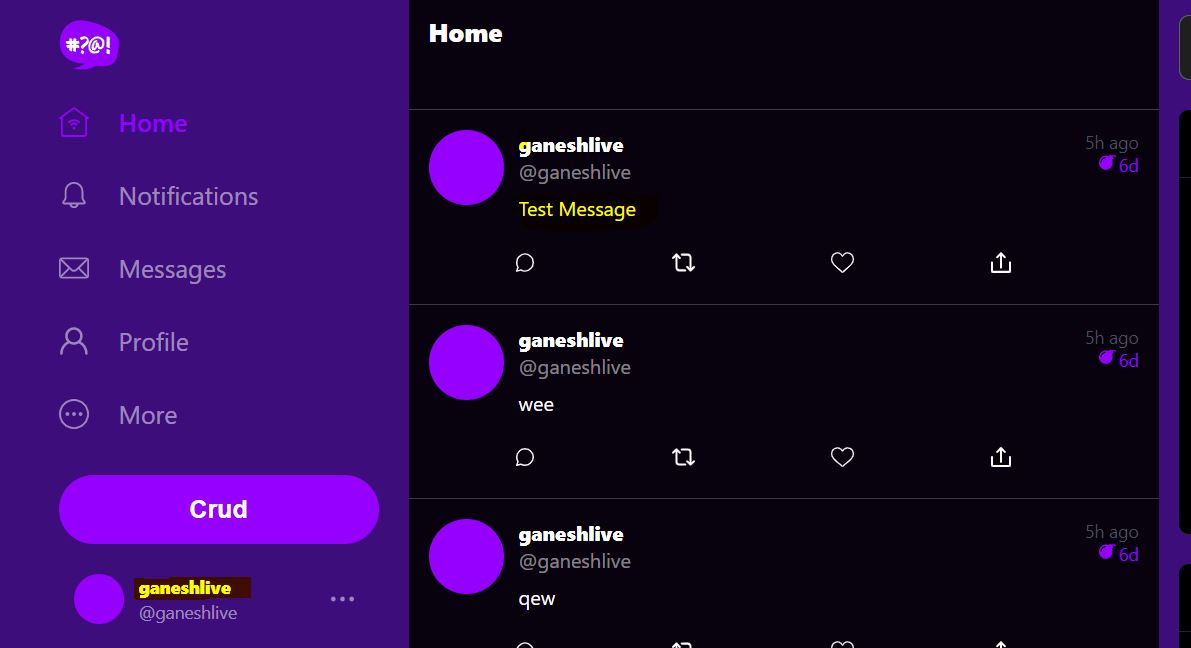 #?@!
Home
Notifications
Messages
Profile
More
Crud
ganeshlive
@ganeshlive
Home
ganeshlive
5h ago
@ganeshlive
6d
Test Message
ganeshlive
5h ago
@ganeshlive
6d
wee
ganeshlive
5h ago
@ganeshlive
6d
qew